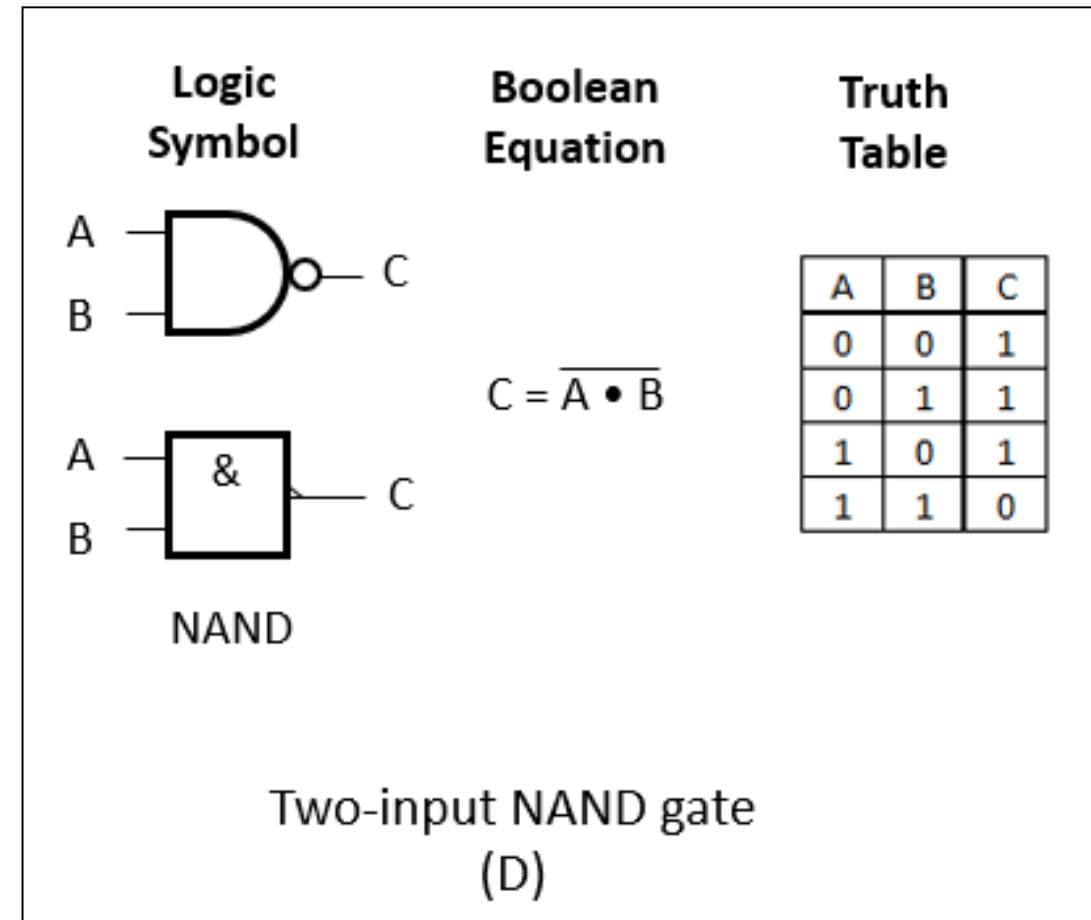 Logic
Symbol
Boolean
Equation
Truth
Table
A
B
C
C = A̅ ̅•̅ ̅B̅
A
B
C
&
NAND
A B C
0 0 1
0 1 1
1 0 1
1 1 0
Two-input NAND gate
(D)